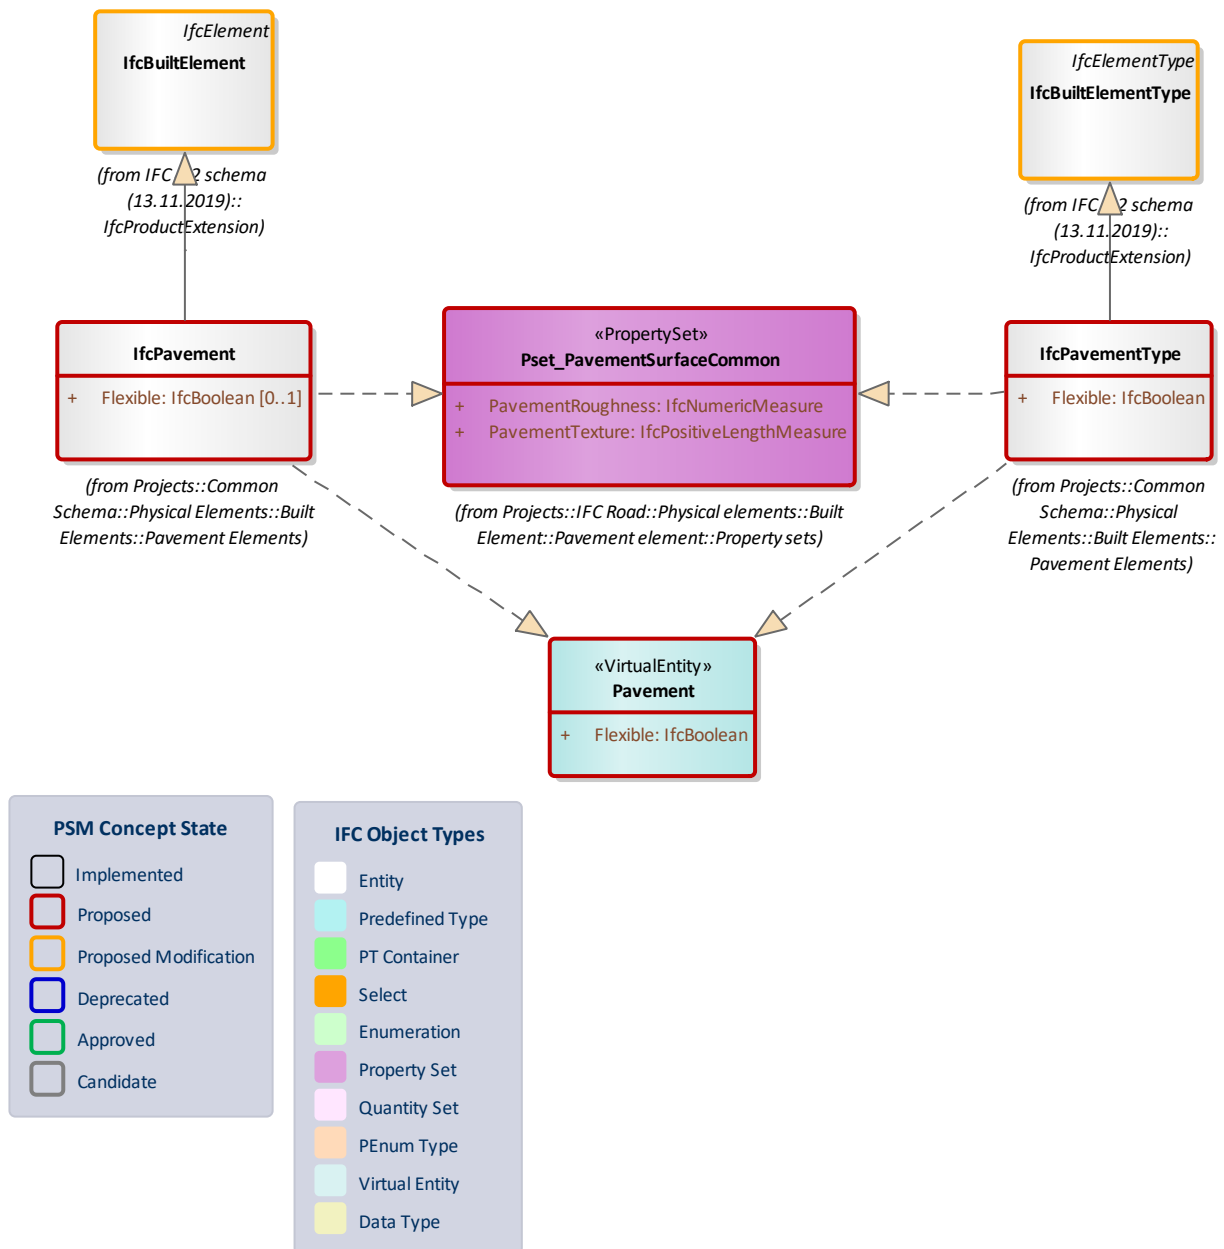 IfcElement
IfcBuiltElement
(from IFC 2 schema
(13.11.2019)::
IfcProductExtension)
IfcElementType
IfcBuiltElementType
(from IFC 2 schema
(13.11.2019)::
IfcProductExtension)
IfcPavement
+ Flexible: IfcBoolean [0..1]
(from Projects::Common
Schema::Physical Elements::Built
Elements::Pavement Elements)
«PropertySet»
Pset_PavementSurfaceCommon
+ PavementRoughness: IfcNumericMeasure
+ PavementTexture: IfcPositiveLengthMeasure
(from Projects::IFC Road::Physical elements::Built
Element::Pavement element::Property sets)
IfcPavementType
+ Flexible: IfcBoolean
(from Projects::Common
Schema::Physical
Elements::Built Elements::
Pavement Elements)
«VirtualEntity»
Pavement
+ Flexible: IfcBoolean
PSM Concept State
Implemented
Proposed
Proposed Modification
Deprecated
Approved
Candidate
IFC Object Types
Entity
Predefined Type
PT Container
Select
Enumeration
Property Set
Quantity Set
PEnum Type
Virtual Entity
Data Type